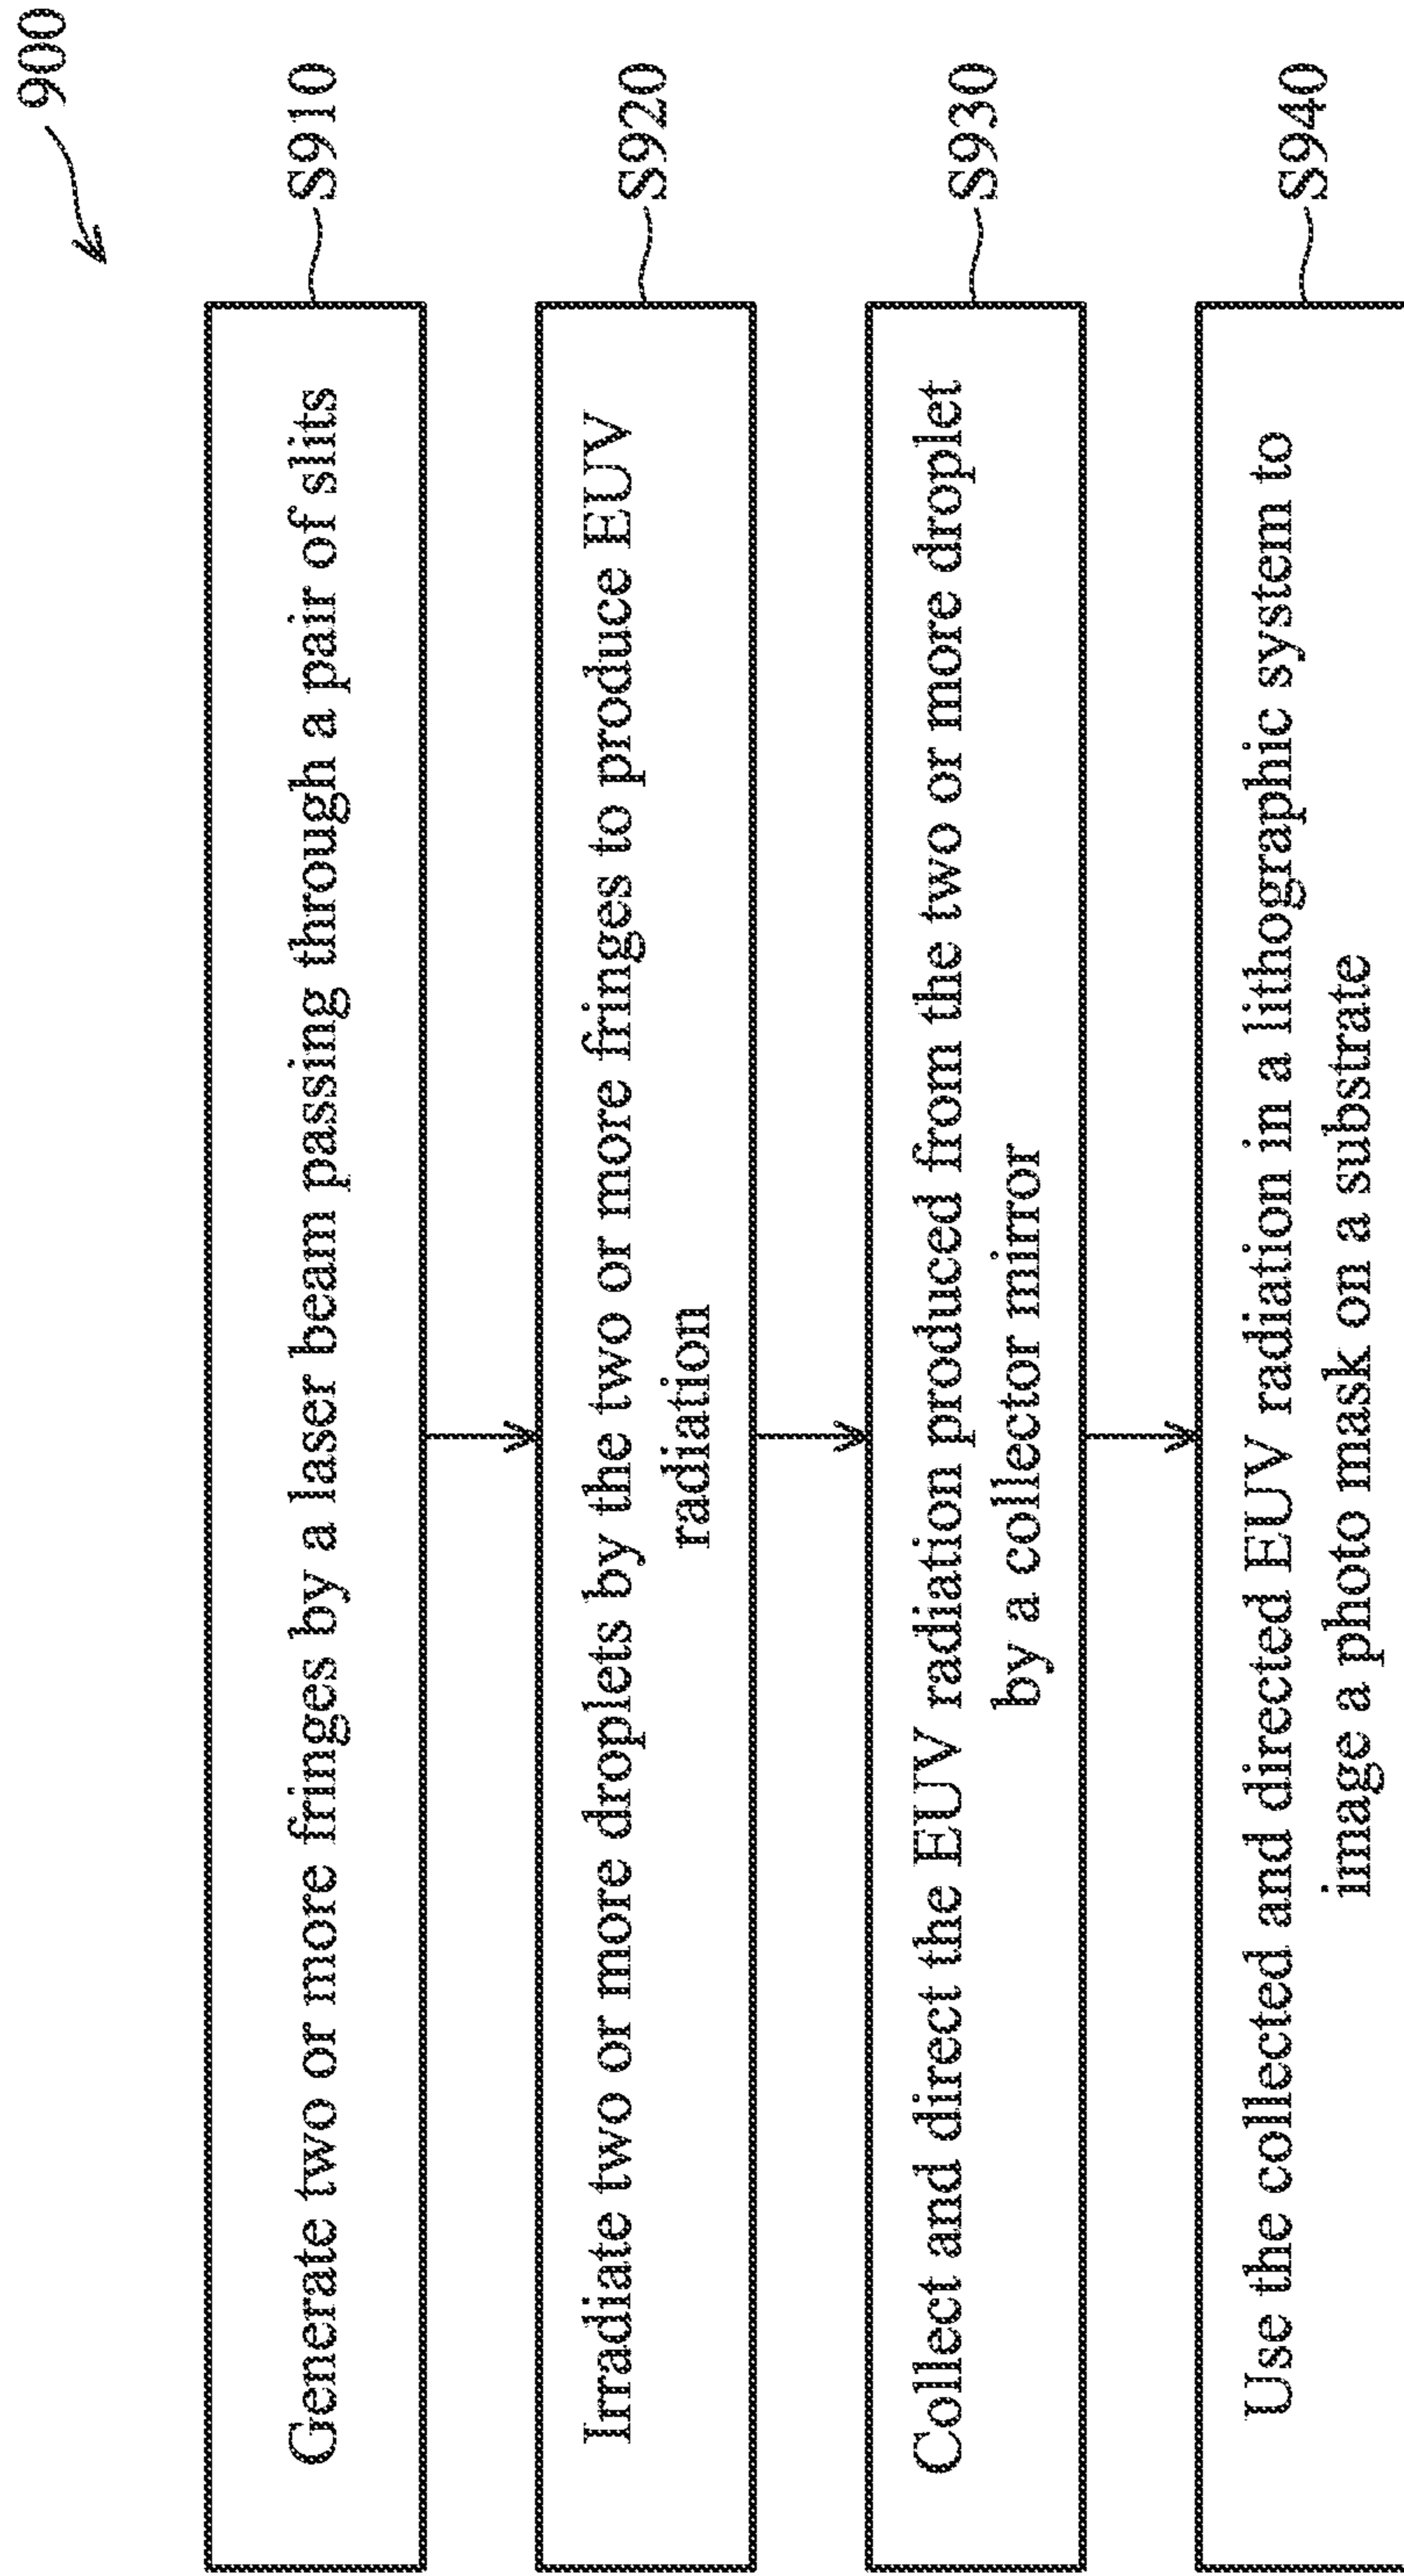 900
Generate two or more fringes by a laser beam passing through a pair of slits
S910
Irradiate two or more droplets by the two or more fringes to produce EUV
radiation
S920
Collect and direct the EUV radiation produced from the two or more droplet
by a collector mirror
S930
Use the collected and directed EUV radiation in a lithographic system to
image a photo mask on a substrate
S940